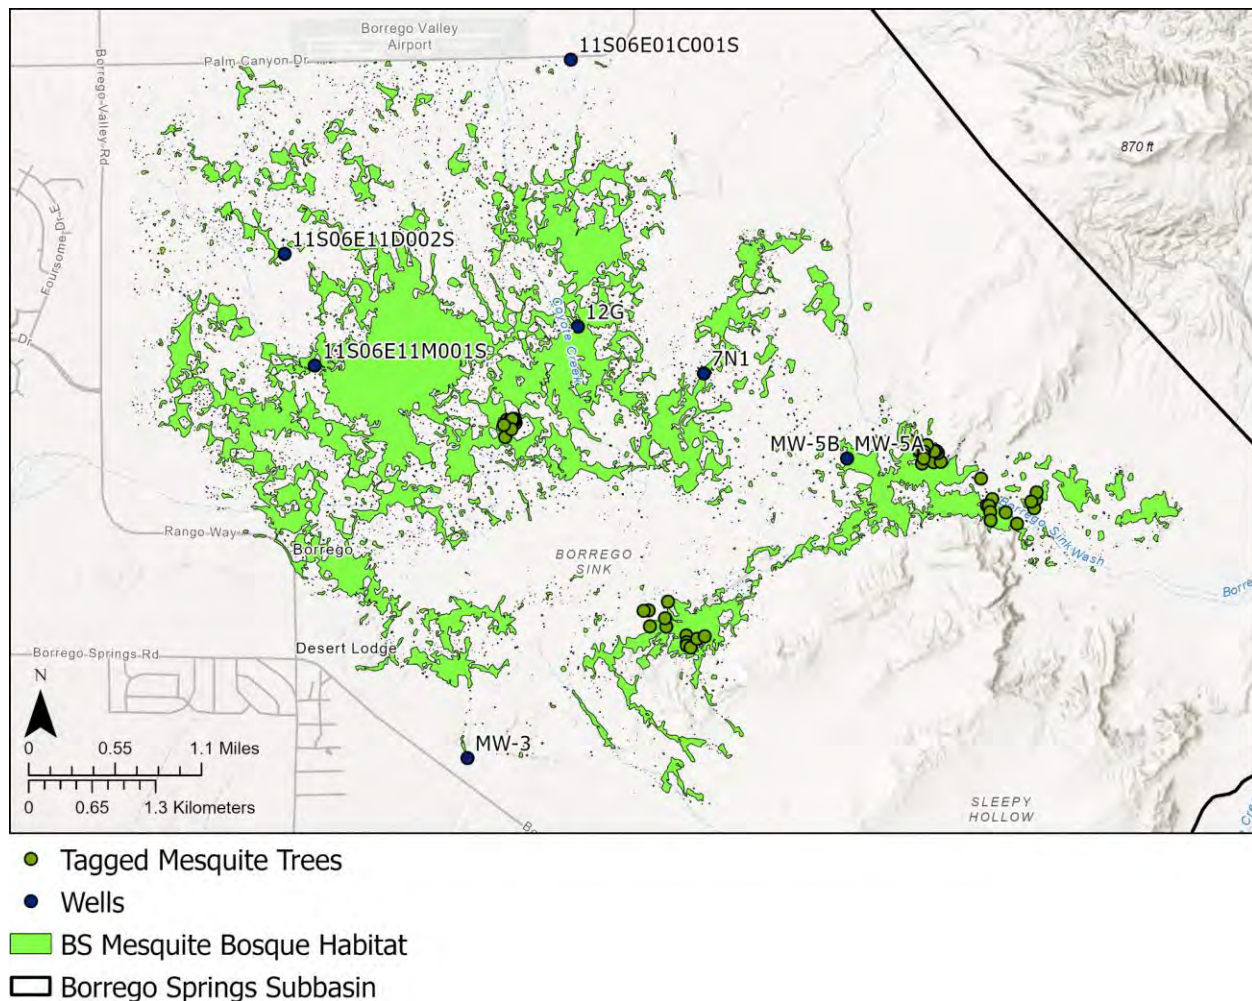 Borrego Valley
Airport
11S06E01C001S
Palm Canyon Dr
Borrego Valley Rd
870 ft
Foursome Dr E
11S06E11D002S
Coyote Creek
12G
Dr
11S06E11M001S
7N1
MW-5B
MW-5A
Rango Way
Borrego
BORREGO
SINK
Borrego Sink Wash
Borre
Borrego Springs Rd
Desert Lodge
N
0 0.55 1.1 Miles
0 0.65 1.3 Kilometers
MW-3
Bo
SLEEPY
HOLLOW
Tagged Mesquite Trees
Wells
BS Mesquite Bosque Habitat
Borrego Springs Subbasin